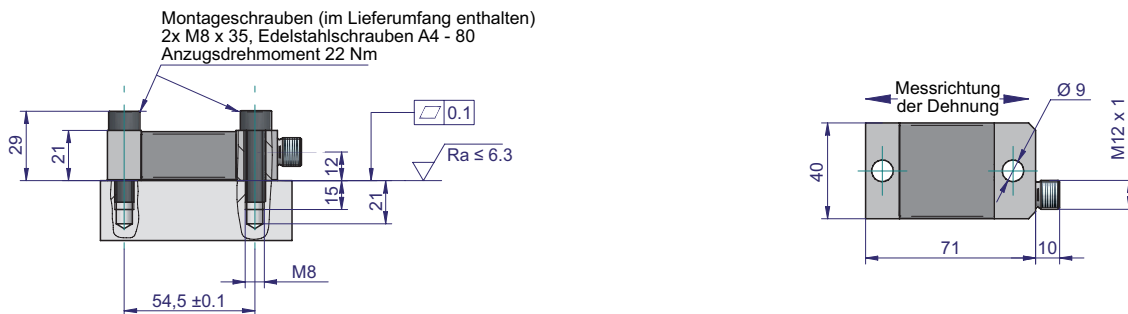 Montageschrauben (im Lieferumfang enthalten)
2x M8 x 35, Edelstahlschrauben A4 - 80
Anzugsdrehmoment 22 Nm
29
21
0.1
Ra ≤ 6.3
12
15
21
M8
54,5 ±0.1
Messrichtung
der Dehnung
Ø 9
M12 x 1
40
71
10